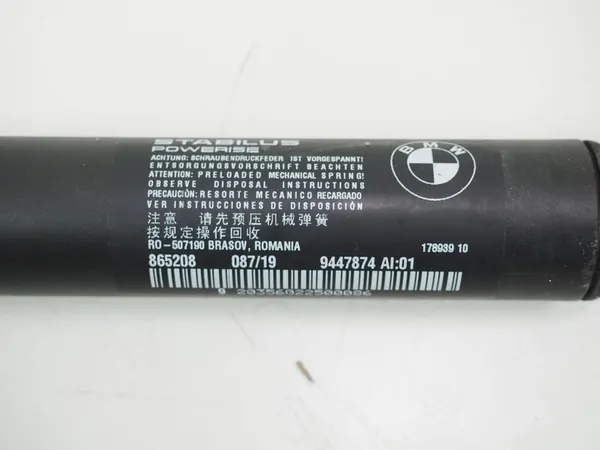 STABILUS
POWERISE
ACHTUNG: SCHRAUBENDRUCKFEDER IST VORGESPANNT!
ENTSORGUNGSVORSCHRIFT BEACHTEN
ATTENTION: PRELOADED MECHANICAL SPRING!
OBSERVE DISPOSAL INSTRUCTIONS
PRECAUCIÓN: RESORTE MECANICO RECARGADO
VER INSTRUCCIONES DE DISPOSICIÓN
注意 请先预压机械弹簧
按规定操作回收
RO-507190 BRASOV, ROMANIA
178939 10
865208 087/19 9447874 AI:01
20356822500086
BMW